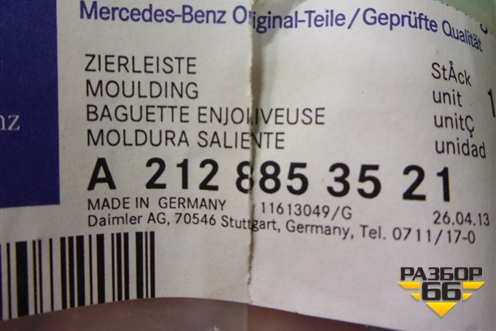 Mercedes-Benz Original-Teile/Geprüfte Qualität
ZIERLEISTE
MOULDING
BAGUETTE ENJOLIVEUSE
MOLDURA SALIENTE
StÅck
unit
unitÇ
unidad
1
A 212 885 35 21
MADE IN GERMANY 11613049/G 26.04.13
Daimler AG, 70546 Stuttgart, Germany, Tel. 0711/17-0
nz
РАЗБОР
66